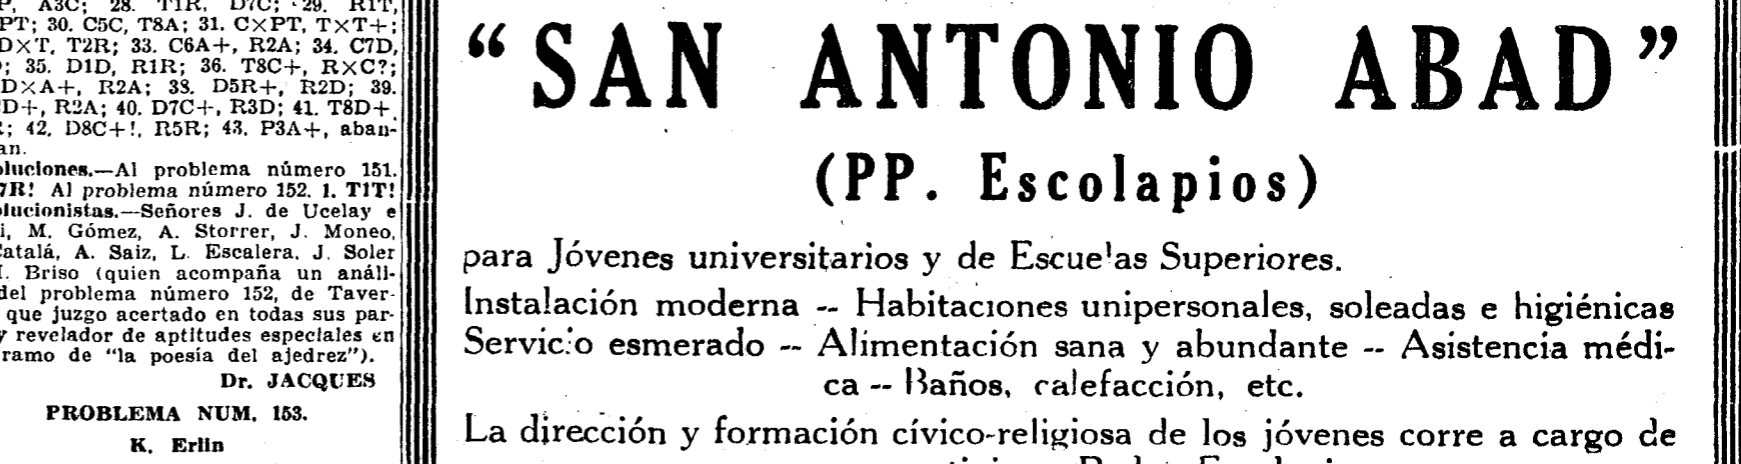 A3C; 28. T1R, D7C; 29. R1T,
PT; 30. C5C, T8A; 31. C×PT, T×T+;
D×T, T2R; 33. C6A+, R2A; 34. C7D,
; 35. D1D, R1R; 36. T8C+, R×C?;
D×A+, R2A; 38. D5R+, R2D; 39.
D+, R2A; 40. D7C+, R3D; 41. T8D+,
; 42. D8C+!, R5R; 43. P3A+, aban-
an.
oluciones.—Al problema número 151.
7R! Al problema número 152. 1. T1T!
olucionistas.—Señores J. de Ucelay e
i, M. Gómez, A. Storrer, J. Moneo,
Catalá, A. Saiz, L. Escalera, J. Soler
. Briso (quien acompaña un análi-
del problema número 152, de Taver-
que juzgo acertado en todas sus par-
y revelador de aptitudes especiales en
ramo de "la poesía del ajedrez").
Dr. JACQUES
PROBLEMA NUM. 153.
K. Erlin
“SAN ANTONIO ABAD”
(PP. Escolapios)
para Jóvenes universitarios y de Escuelas Superiores.
Instalación moderna -- Habitaciones unipersonales, soleadas e higiénicas
Servicio esmerado -- Alimentación sana y abundante -- Asistencia médi-
ca -- Baños, calefacción, etc.
La dirección y formación cívico-religiosa de los jóvenes corre a cargo de